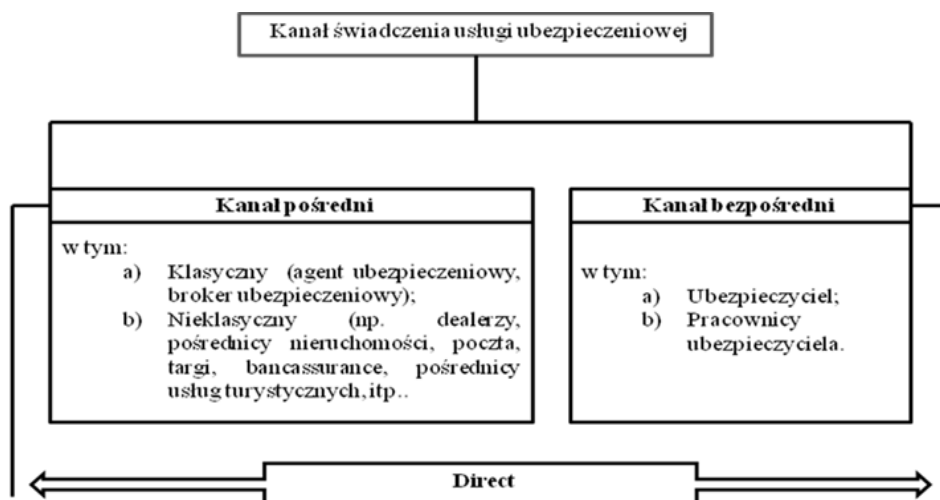 Kanał świadczenia usługi ubezpieczeniowej
Kanał pośredni
w tym:
a) Klasyczny (agent ubezpieczeniowy,
broker ubezpieczeniowy);
b) Nieklasyczny (np. dealerzy,
pośrednicy nieruchomości, poczta,
targi, bancassurance, pośrednicy
usług turystycznych, itp..
Kanał bezpośredni
w tym:
a) Ubezpieczyciel;
b) Pracownicy
ubezpieczyciela.
Direct